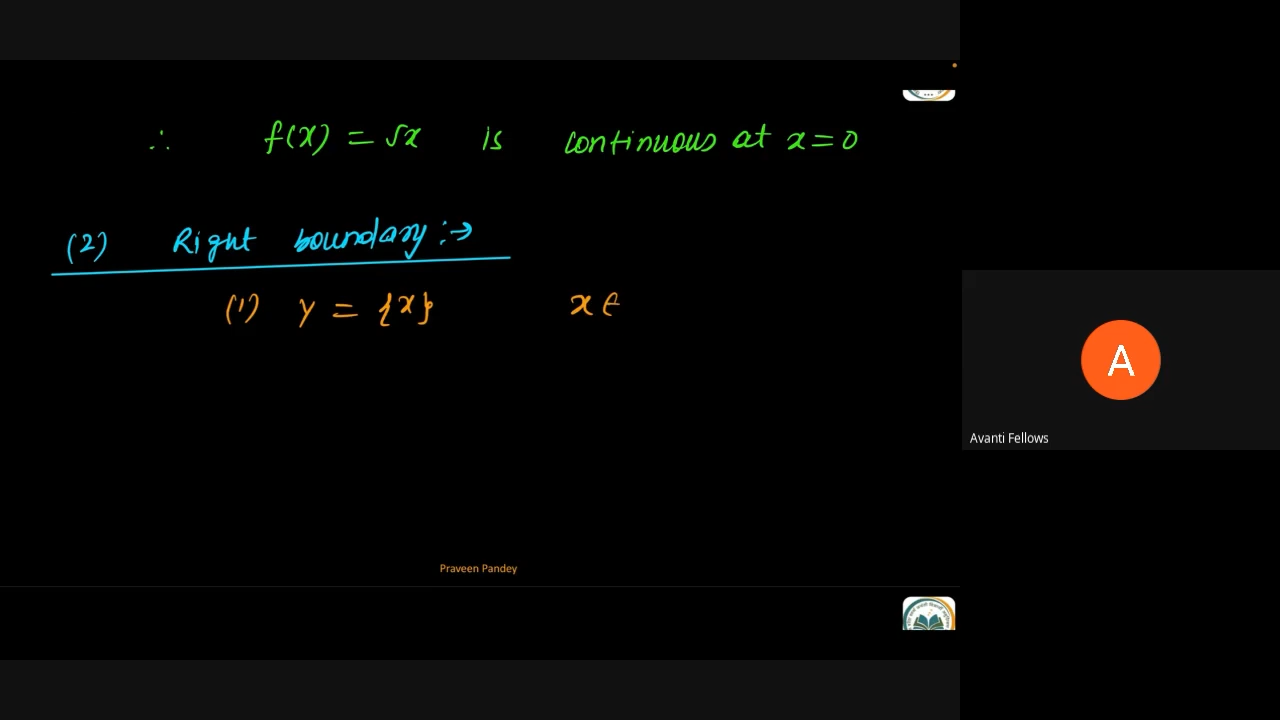 ∴ f(x) = √x is continuous at x = 0
(2) Right boundary :→
(1) y = {x} x ∈
A
Avanti Fellows
Praveen Pandey